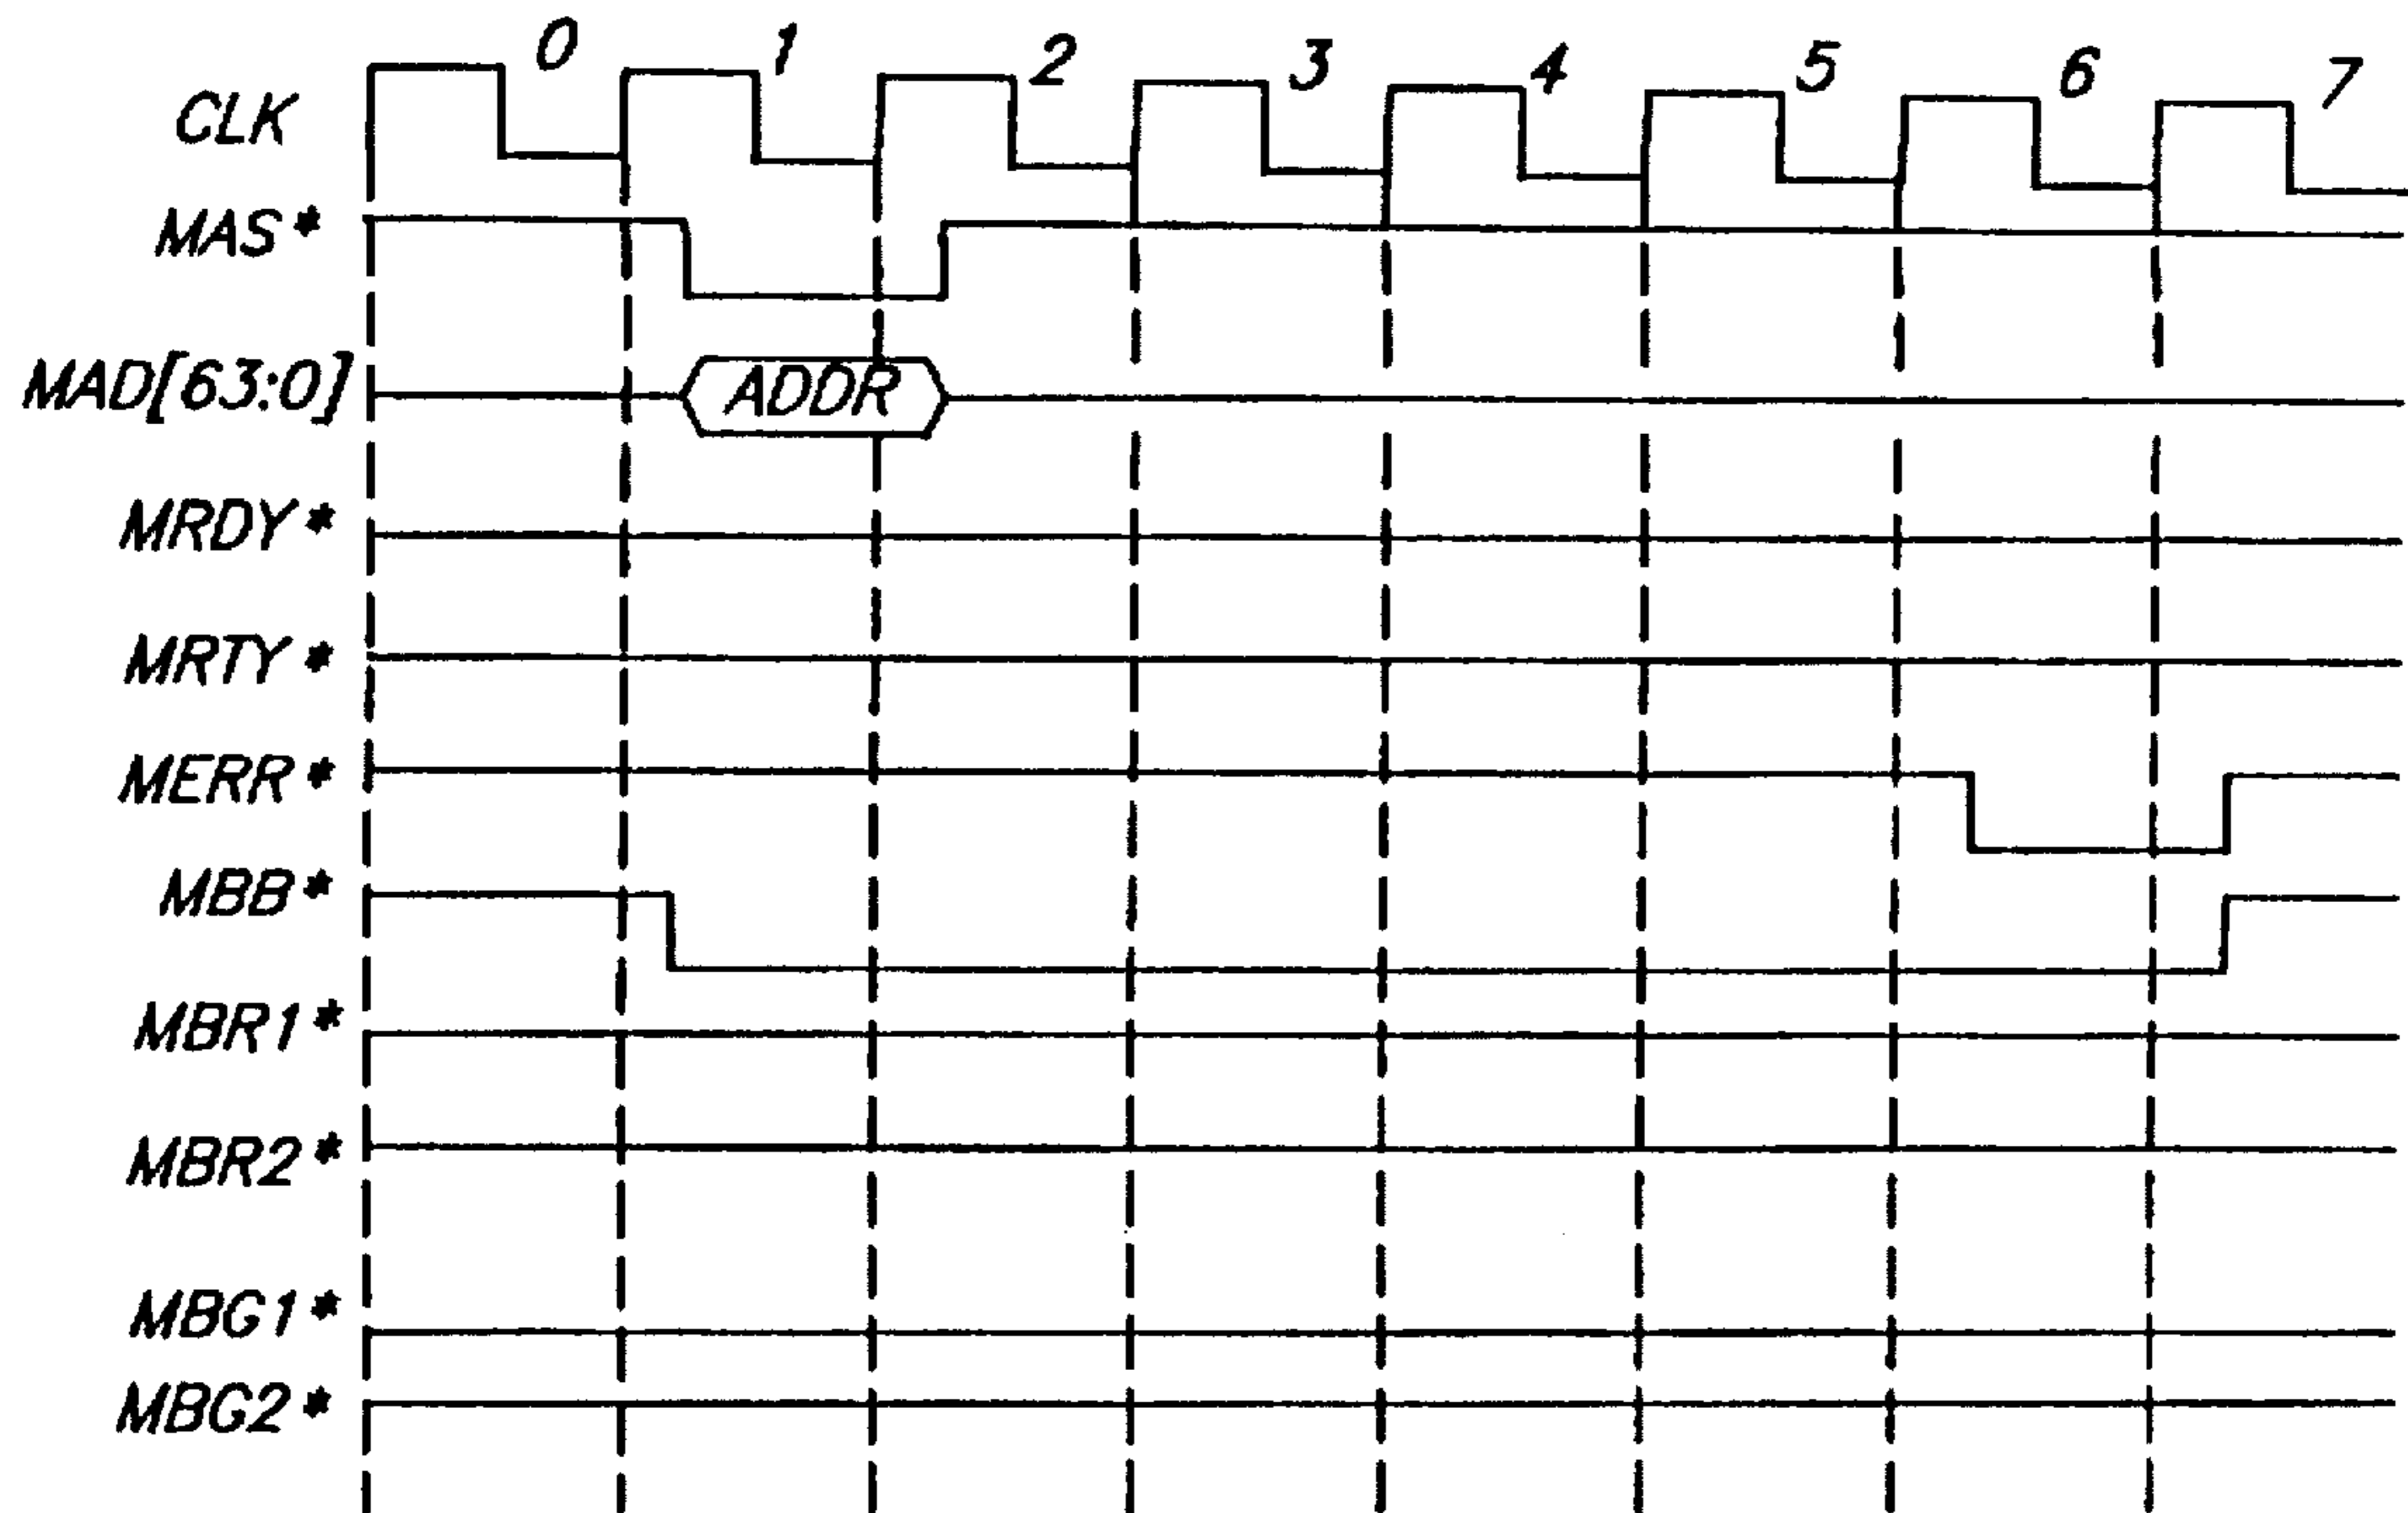 0 1 2 3 4 5 6 7
CLK
MAS*
MAD[63:0]
ADDR
MRDY*
MRTY*
MERR*
MBB*
MBR1*
MBR2*
MBG1*
MBG2*